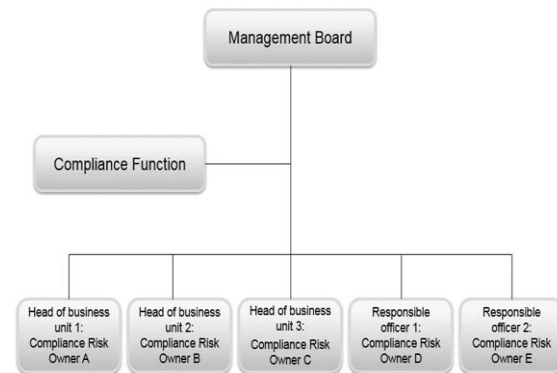 Management Board
Compliance Function
Head of business
unit 1:
Compliance Risk
Owner A
Head of business
unit 2:
Compliance Risk
Owner B
Head of business
unit 3:
Compliance Risk
Owner C
Responsible
officer 1:
Compliance Risk
Owner D
Responsible
officer 2:
Compliance Risk
Owner E